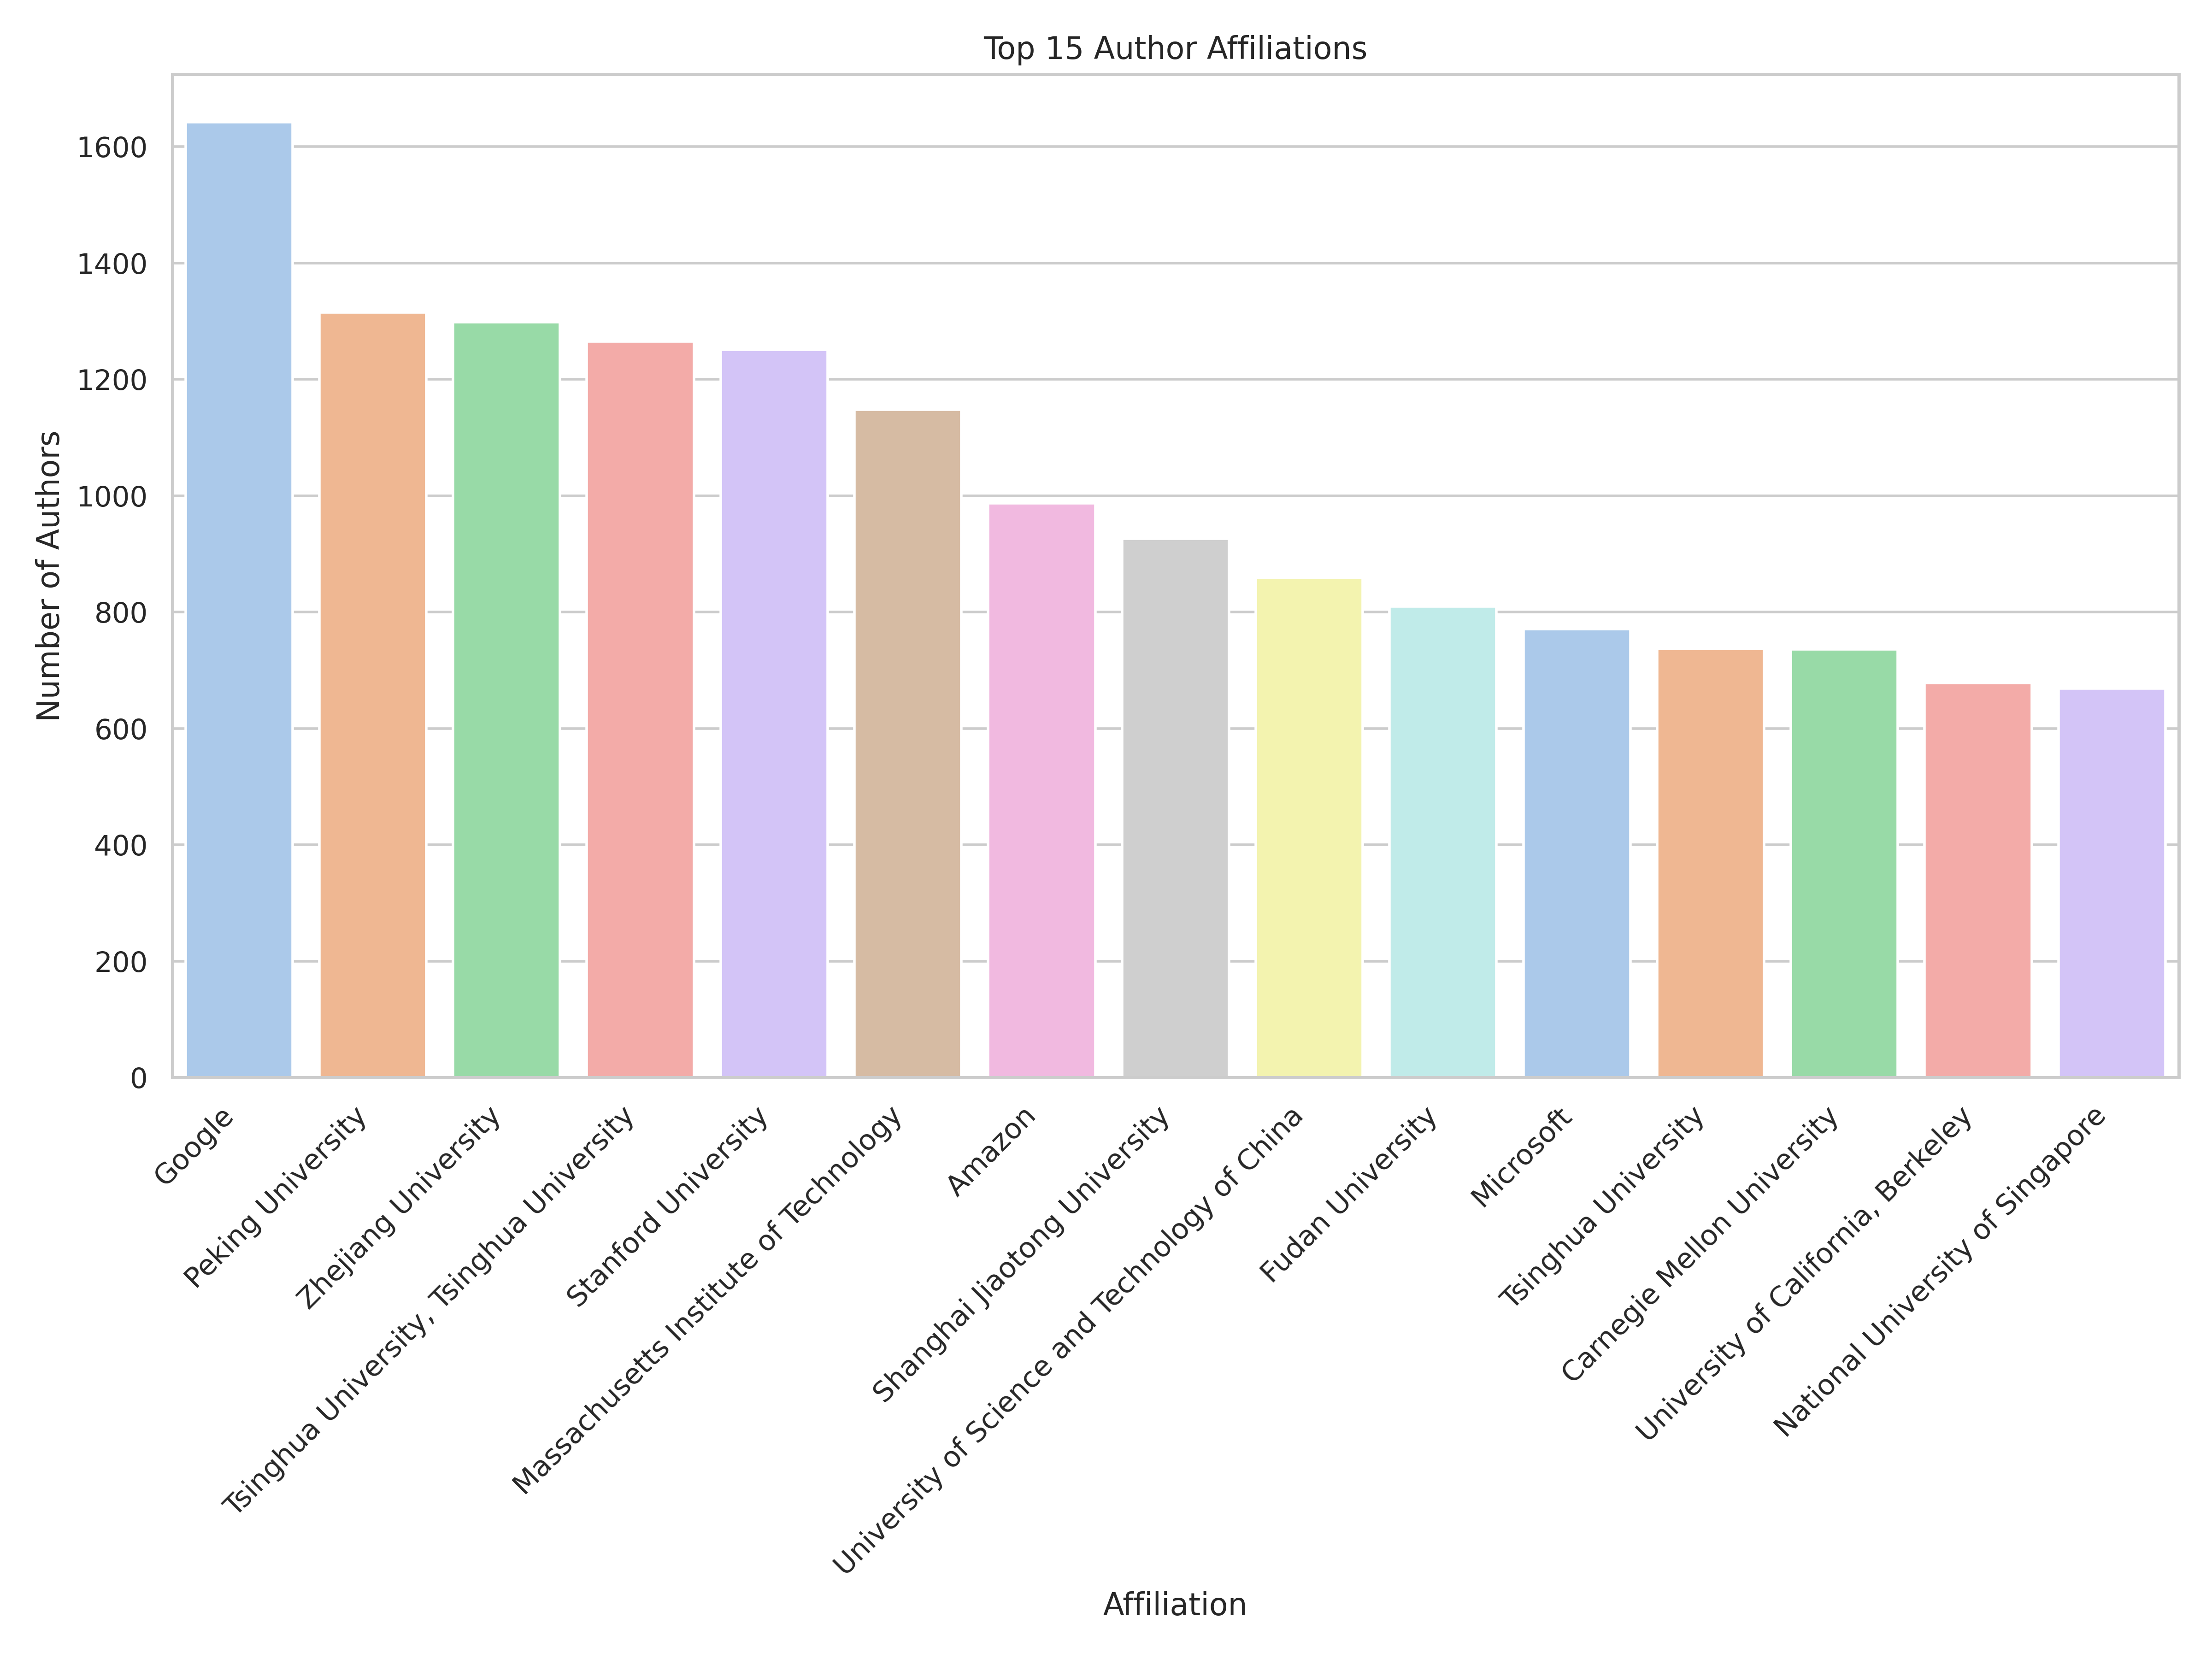 Top 15 Author Affiliations
Number of Authors
1600
1400
1200
1000
800
600
400
200
0
Google
Peking University
Zhejiang University
Tsinghua University, Tsinghua University
Stanford University
Massachusetts Institute of Technology
Amazon
Shanghai Jiaotong University
University of Science and Technology of China
Fudan University
Microsoft
Tsinghua University
Carnegie Mellon University
University of California, Berkeley
National University of Singapore
Affiliation